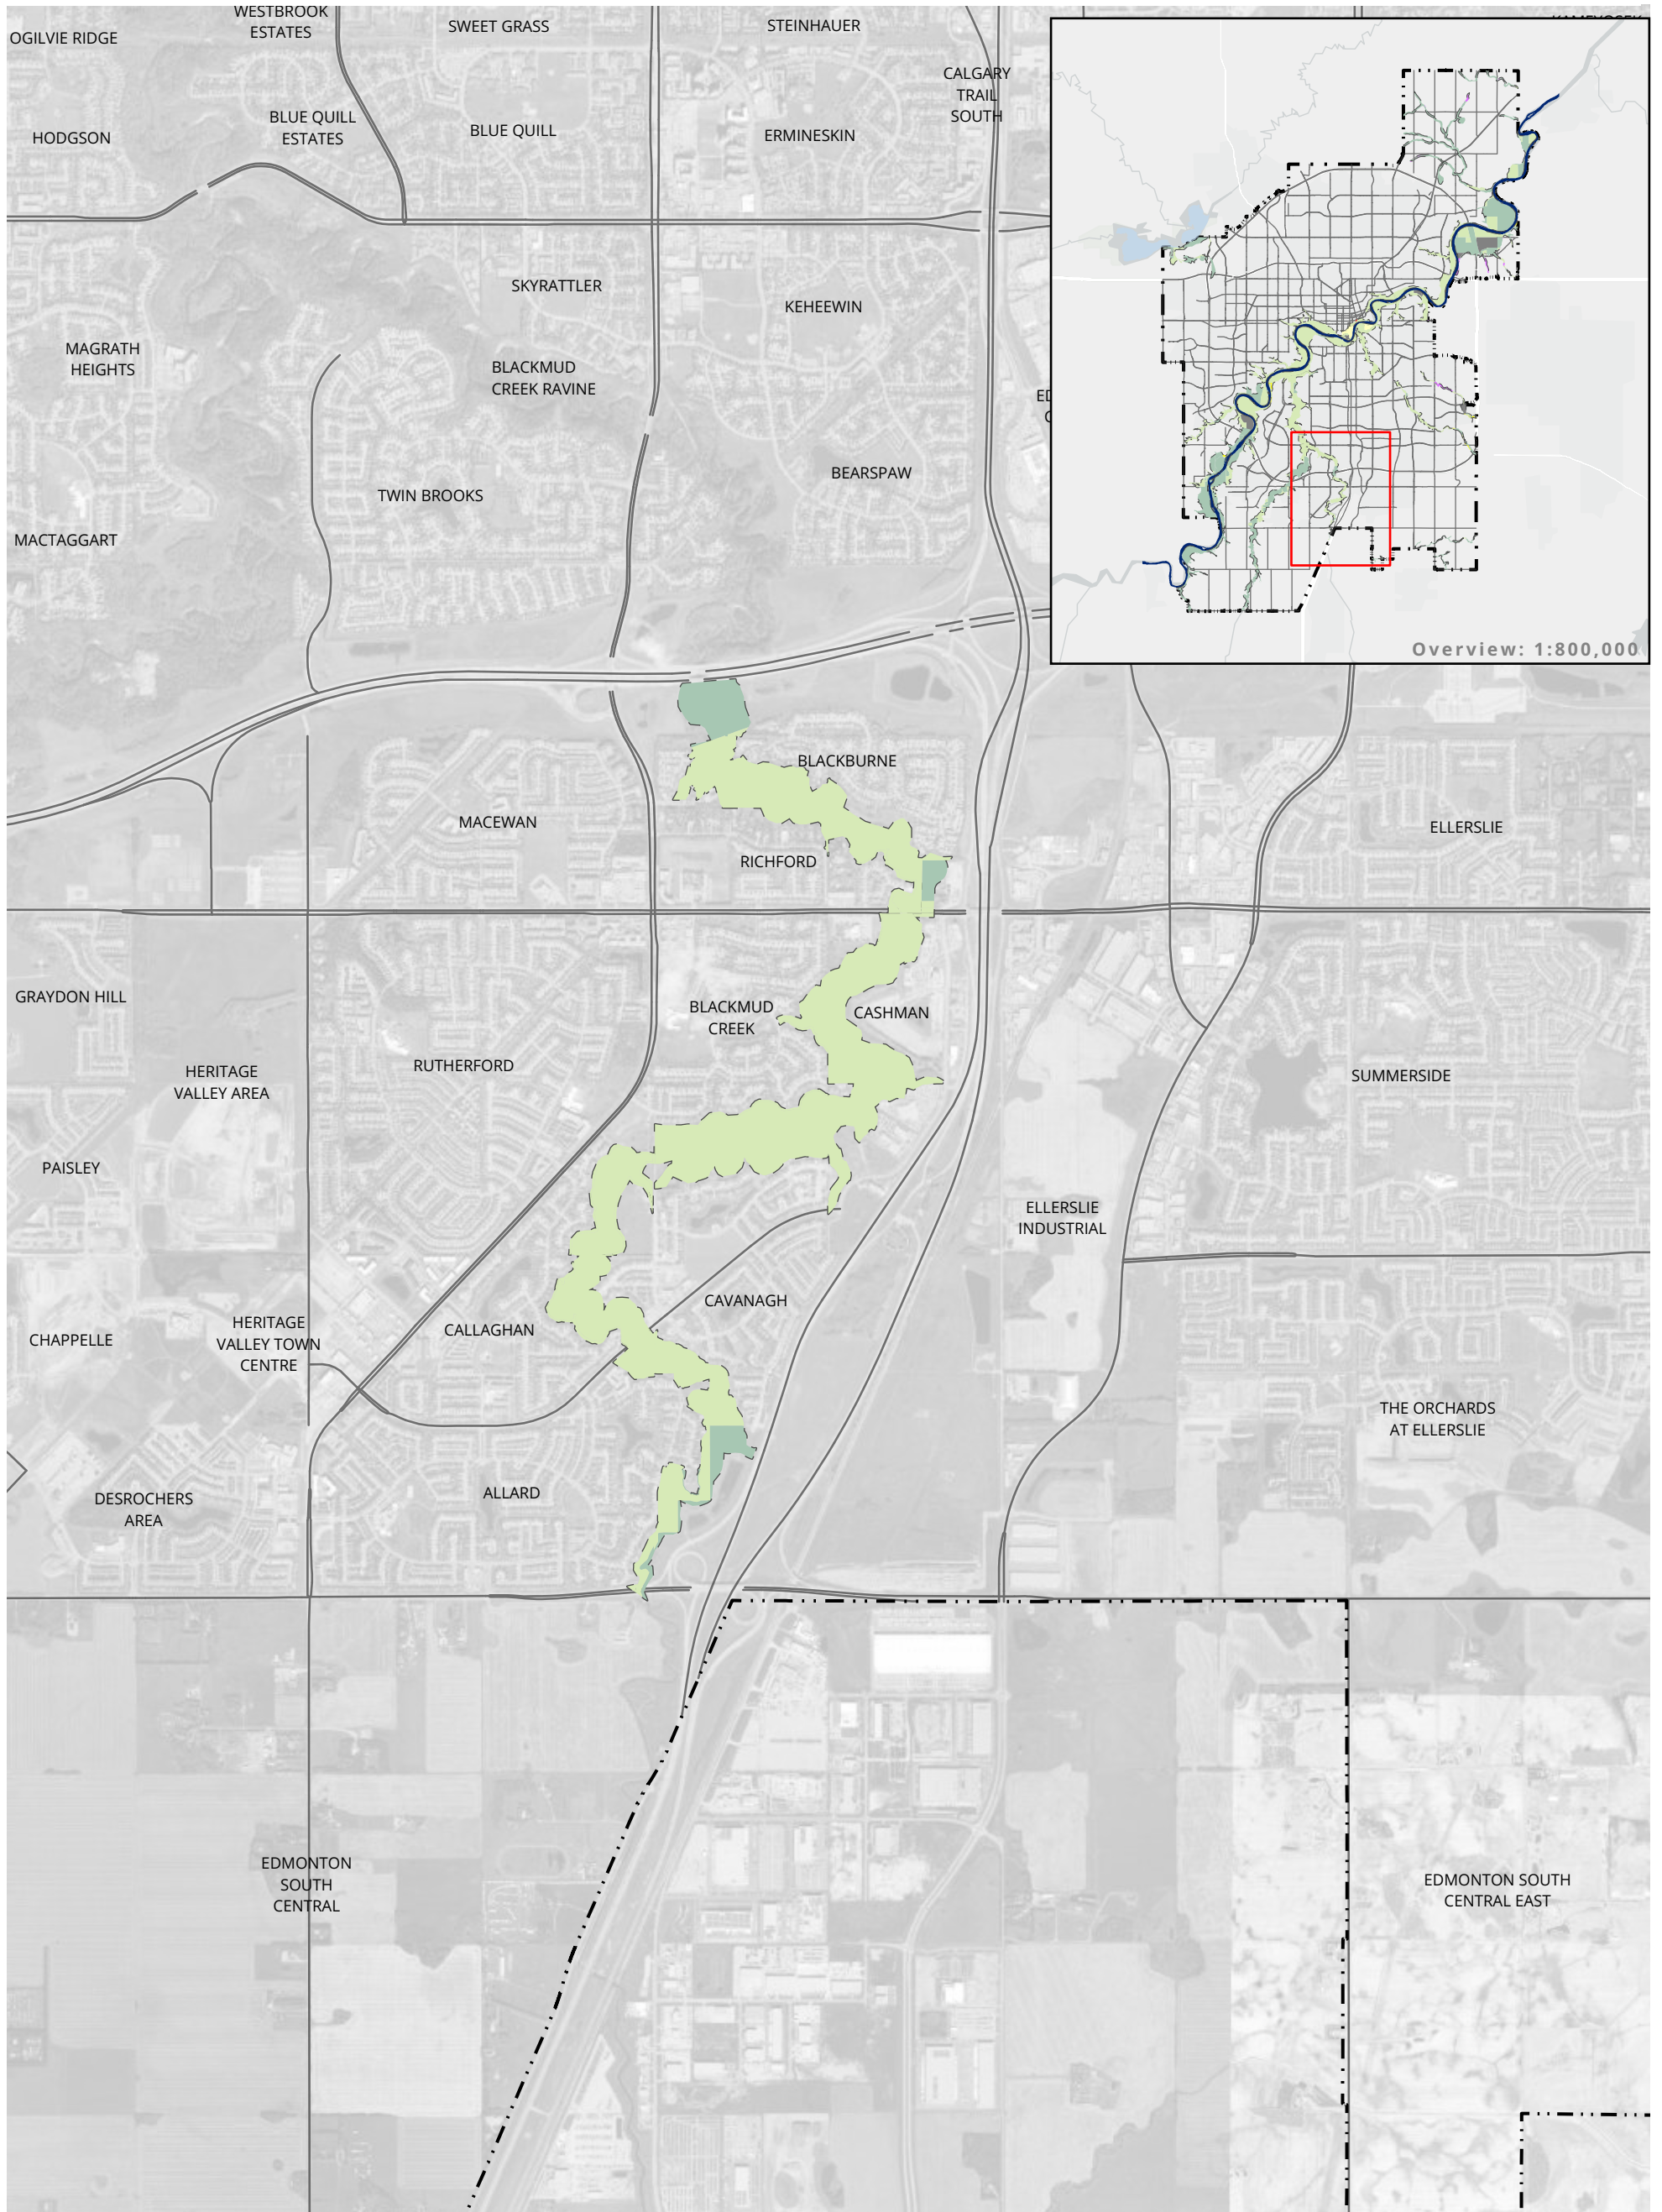 WESTBROOK
ESTATES
OGILVIE RIDGE
SWEET GRASS
STEINHAUER
CALGARY
TRAIL
SOUTH
HODGSON
BLUE QUILL
ESTATES
BLUE QUILL
ERMINESKIN
SKYRATTLER
KEHEEWIN
MAGRATH
HEIGHTS
BLACKMUD
CREEK RAVINE
BEARSPAW
TWIN BROOKS
MACTAGGART
Overview: 1:800,000
BLACKBURNE
MACEWAN
ELLERSLIE
RICHFORD
GRAYDON HILL
BLACKMUD
CREEK
CASHMAN
HERITAGE
VALLEY AREA
RUTHERFORD
SUMMERSIDE
PAISLEY
ELLERSLIE
INDUSTRIAL
CAVANAGH
CHAPPELLE
HERITAGE
VALLEY TOWN
CENTRE
CALLAGHAN
THE ORCHARDS
AT ELLERSLIE
DESROCHERS
AREA
ALLARD
EDMONTON
SOUTH
CENTRAL
EDMONTON SOUTH
CENTRAL EAST